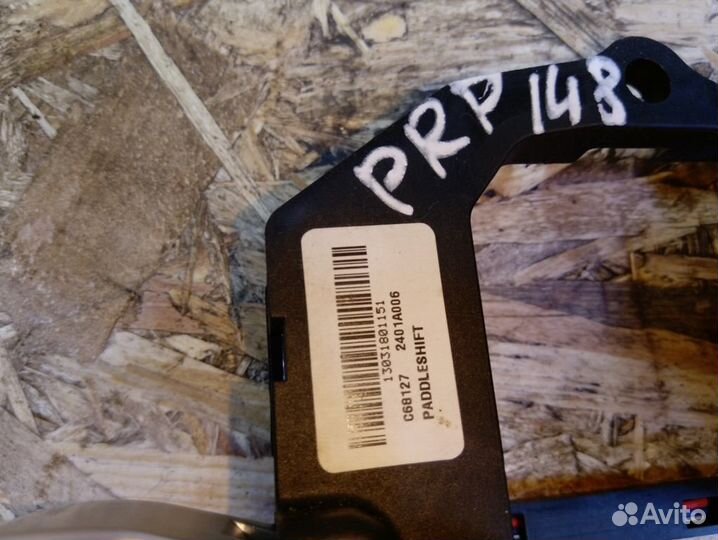 PRP 148
13031801151
C68127 2401A006
PADDLESHIFT
Avito